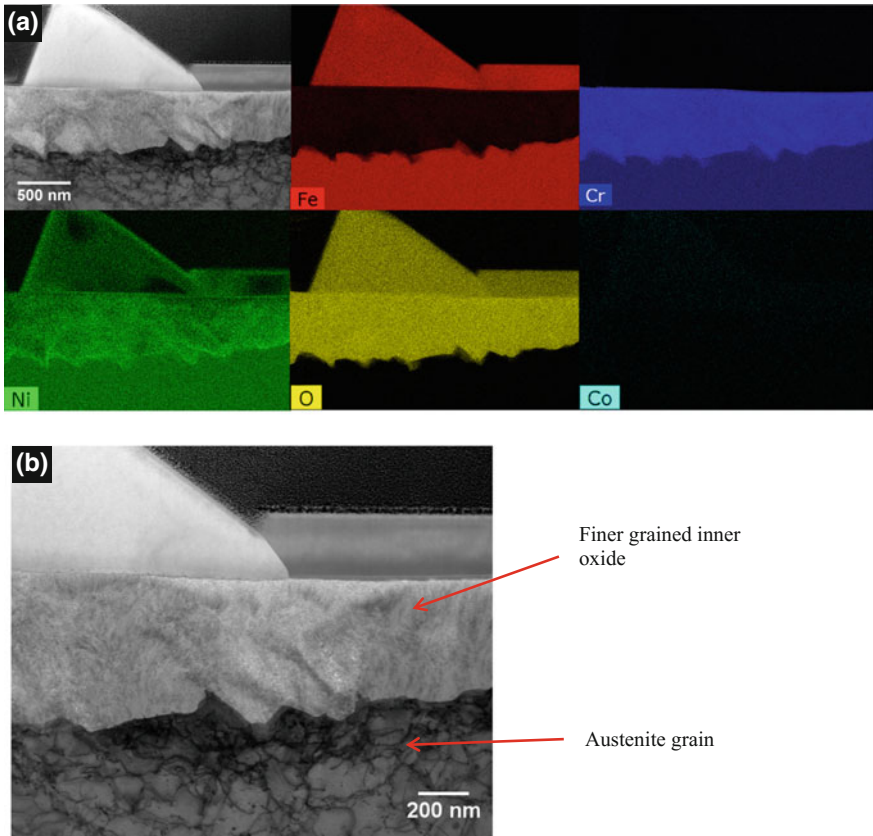 (a)
500 nm
Fe
Cr
Ni
O
Co
(b)
Finer grained inner
oxide
Austenite grain
200 nm